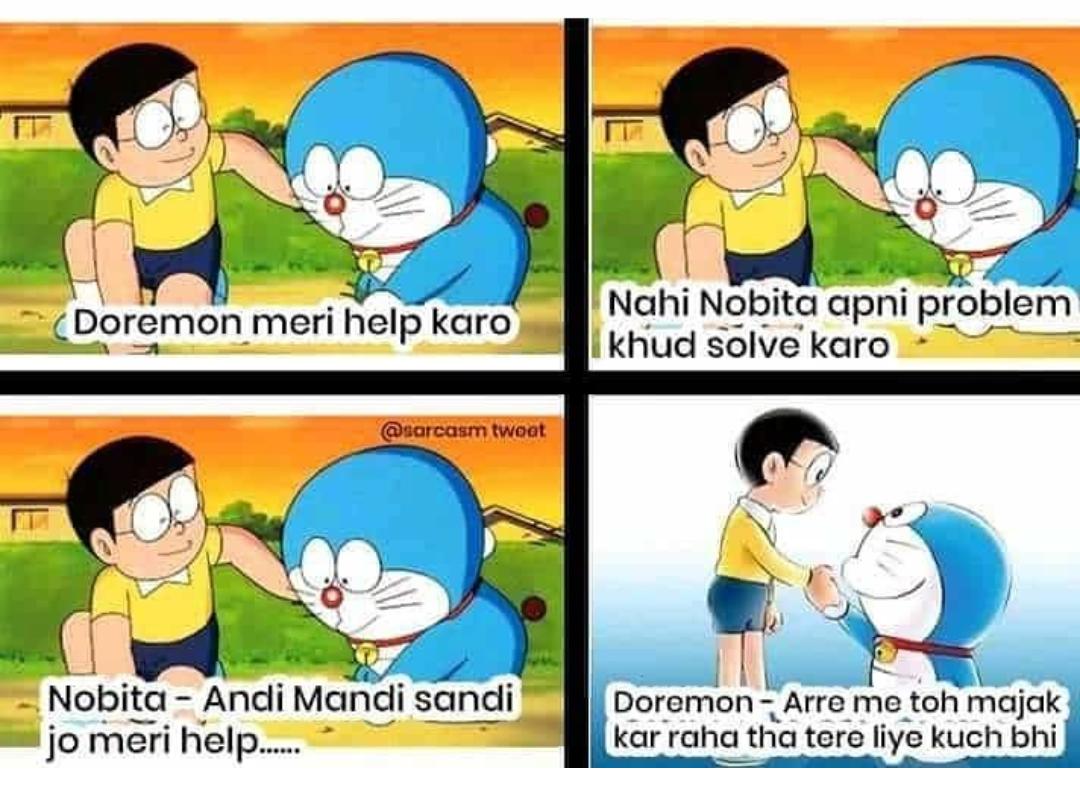 Doremon meri help karo
Nahi Nobita apni problem
khud solve karo
@sarcasm tweet
Nobita - Andi Mandi sandi
jo meri help......
Doremon - Arre me toh majak
kar raha tha tere liye kuch bhi